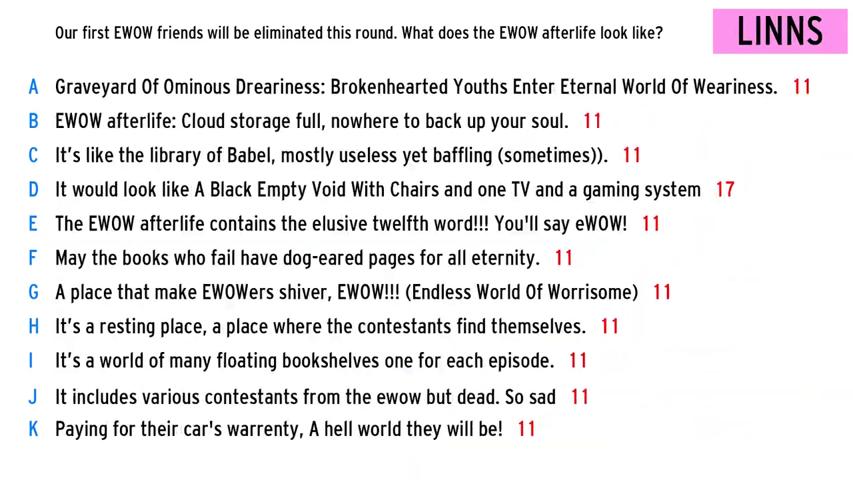 Our first EWOW friends will be eliminated this round. What does the EWOW afterlife look like?
LINNS
A Graveyard Of Ominous Dreariness: Brokenhearted Youths Enter Eternal World Of Weariness. 11
B EWOW afterlife: Cloud storage full, nowhere to back up your soul. 11
C It's like the library of Babel, mostly useless yet baffling (sometimes)). 11
D It would look like A Black Empty Void With Chairs and one TV and a gaming system 17
E The EWOW afterlife contains the elusive twelfth word!!! You'll say eWOW! 11
F May the books who fail have dog-eared pages for all eternity. 11
G A place that make EWOWers shiver, EWOW!!! (Endless World Of Worrisome) 11
H It's a resting place, a place where the contestants find themselves. 11
I It's a world of many floating bookshelves one for each episode. 11
J It includes various contestants from the ewow but dead. So sad 11
K Paying for their car's warrenty, A hell world they will be! 11